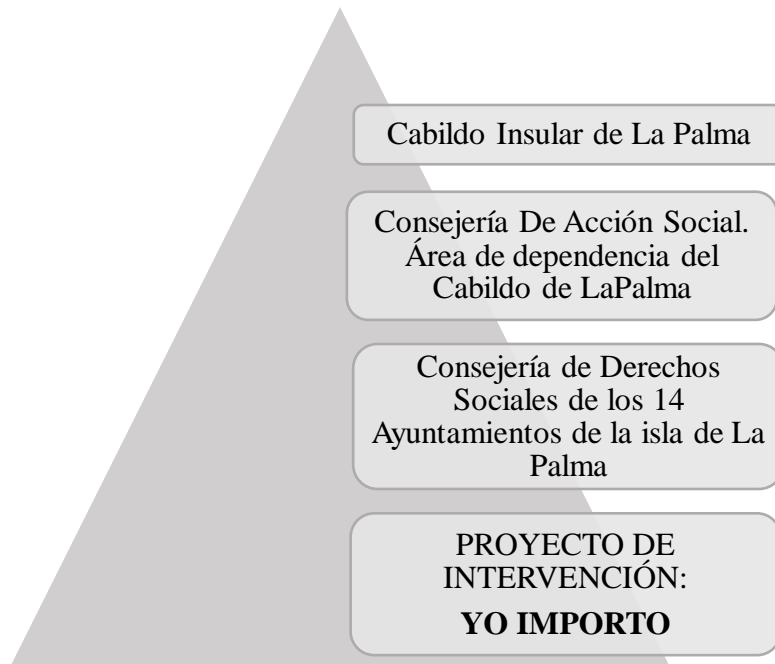 Cabildo Insular de La Palma
Consejería De Acción Social.
Área de dependencia del
Cabildo de LaPalma
Consejería de Derechos
Sociales de los 14
Ayuntamientos de la isla de La
Palma
PROYECTO DE
INTERVENCIÓN:
YO IMPORTO